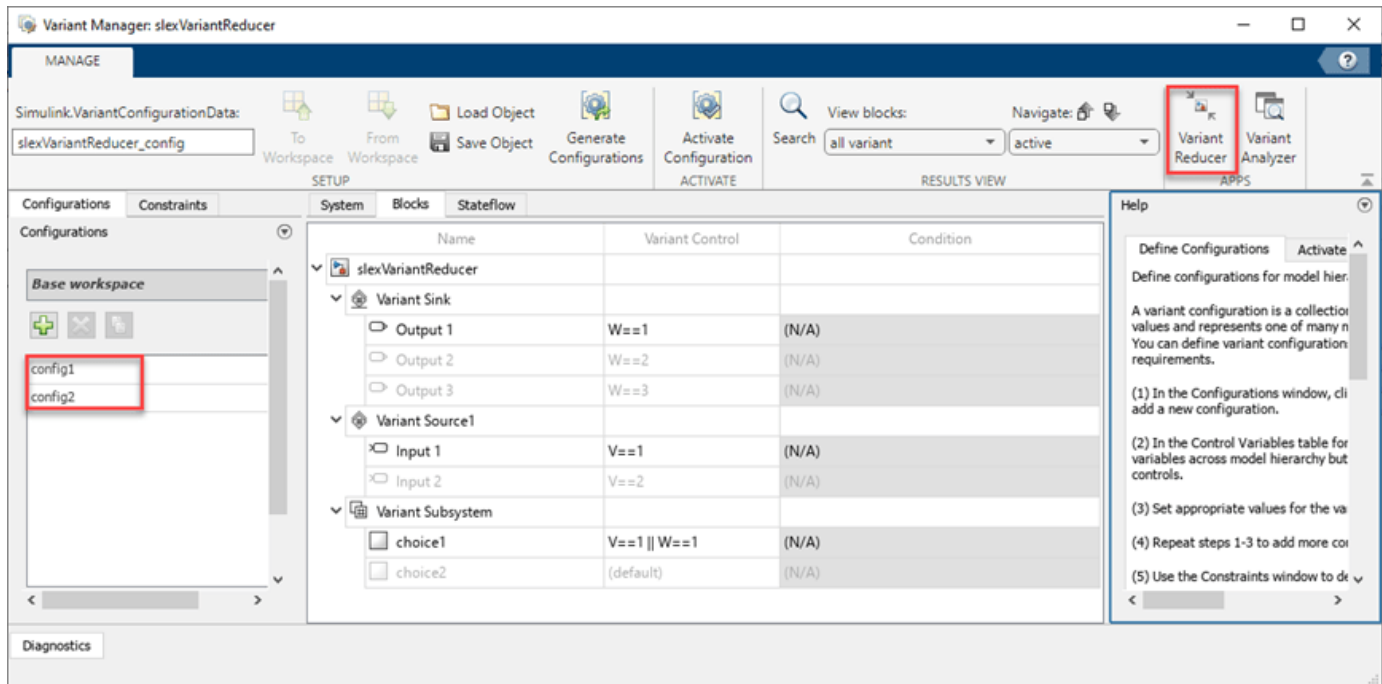 Variant Manager: slexVariantReducer
MANAGE
Simulink.VariantConfigurationData:
slexVariantReducer_config
To Workspace
From Workspace
Load Object
Save Object
SETUP
Generate Configurations
Activate Configuration
ACTIVATE
Search
View blocks:
all variant
Navigate:
active
RESULTS VIEW
Variant Reducer
Variant Analyzer
APPS
Configurations Constraints
Configurations
Base workspace
config1
config2
System Blocks Stateflow
Name Variant Control Condition
slexVariantReducer
Variant Sink
Output 1 W==1 (N/A)
Output 2 W==2 (N/A)
Output 3 W==3 (N/A)
Variant Source1
Input 1 V==1 (N/A)
Input 2 V==2 (N/A)
Variant Subsystem
choice1 V==1 || W==1 (N/A)
choice2 (default) (N/A)
Help
Define Configurations Activate
Define configurations for model hier
A variant configuration is a collection
values and represents one of many n
You can define variant configuration
requirements.
(1) In the Configurations window, cli
add a new configuration.
(2) In the Control Variables table for
variables across model hierarchy but
controls.
(3) Set appropriate values for the va
(4) Repeat steps 1-3 to add more co
(5) Use the Constraints window to de
Diagnostics